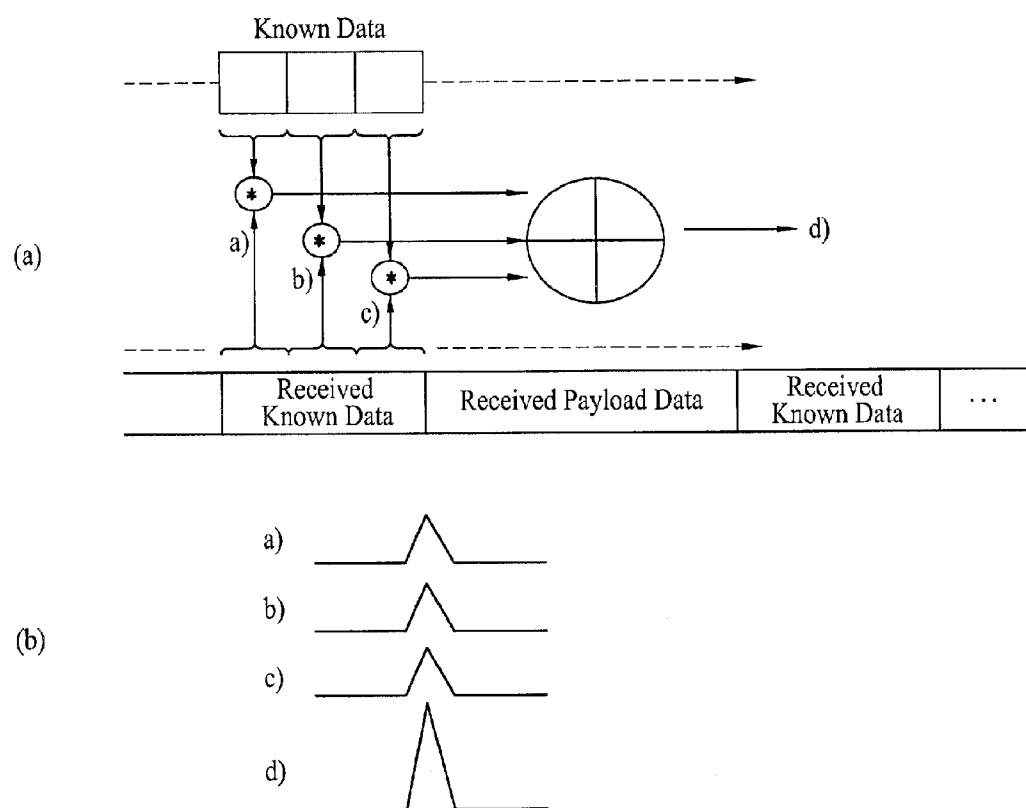 Known Data
*
a)
*
b)
*
c)
d)
(a)
Received
Known Data
Received Payload Data
Received
Known Data
...
a)
b)
c)
d)
(b)